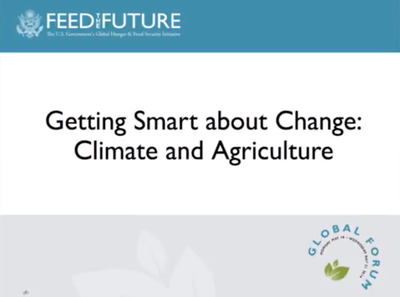 FEED THE FUTURE
The U.S. Government's Global Hunger & Food Security Initiative
Getting Smart about Change:
Climate and Agriculture
GLOBAL FORUM